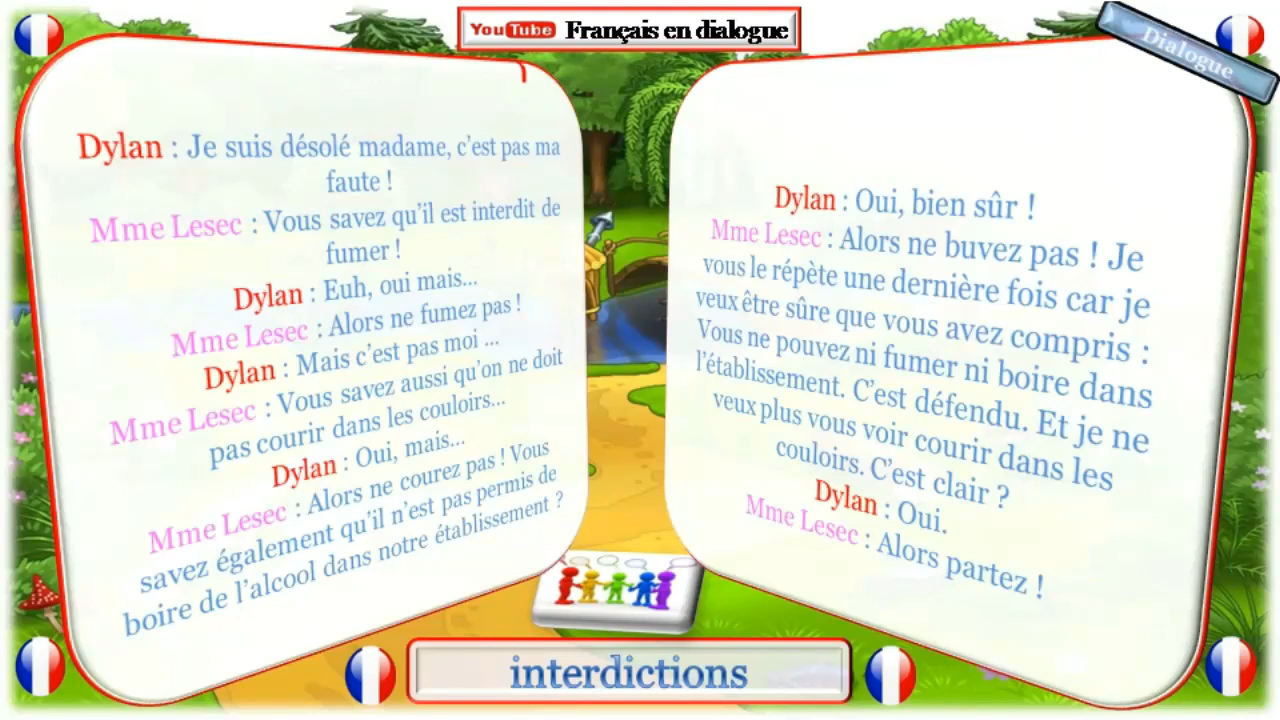 YouTube Français en dialogue
Dialogue
Dylan : Je suis désolé madame, c'est pas ma
faute !
Mme Lesec : Vous savez qu'il est interdit de
fumer !
Dylan : Euh, oui mais...
Mme Lesec : Alors ne fumez pas !
Dylan : Mais c'est pas moi ...
Mme Lesec : Vous savez aussi qu'on ne doit
pas courir dans les couloirs...
Dylan : Oui, mais...
Mme Lesec : Alors ne courez pas ! Vous
savez également qu'il n'est pas permis de
boire de l'alcool dans notre établissement ?
Dylan : Oui, bien sûr !
Mme Lesec : Alors ne buvez pas ! Je
vous le répète une dernière fois car je
veux être sûre que vous avez compris :
Vous ne pouvez ni fumer ni boire dans
l'établissement. C'est défendu. Et je ne
veux plus vous voir courir dans les
couloirs. C'est clair ?
Dylan : Oui.
Mme Lesec : Alors partez !
interdictions